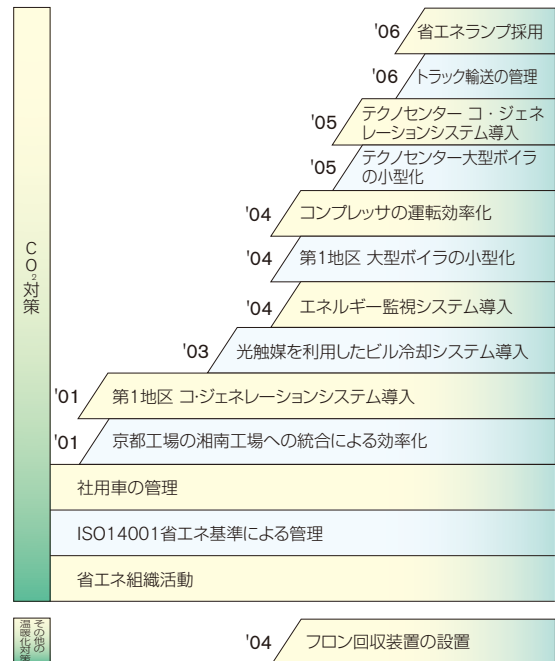 '06 省エネランプ採用
'06 トラック輸送の管理
'05 テクノセンター コ・ジェネ
レーションシステム導入
'05 テクノセンター大型ボイラ
の小型化
'04 コンプレッサの運転効率化
'04 第1地区 大型ボイラの小型化
'04 エネルギー監視システム導入
'03 光触媒を利用したビル冷却システム導入
'01 第1地区 コ・ジェネレーションシステム導入
'01 京都工場の湘南工場への統合による効率化
社用車の管理
ISO14001省エネ基準による管理
省エネ組織活動
CO₂対策
その他の
温暖化対策
'04 フロン回収装置の設置